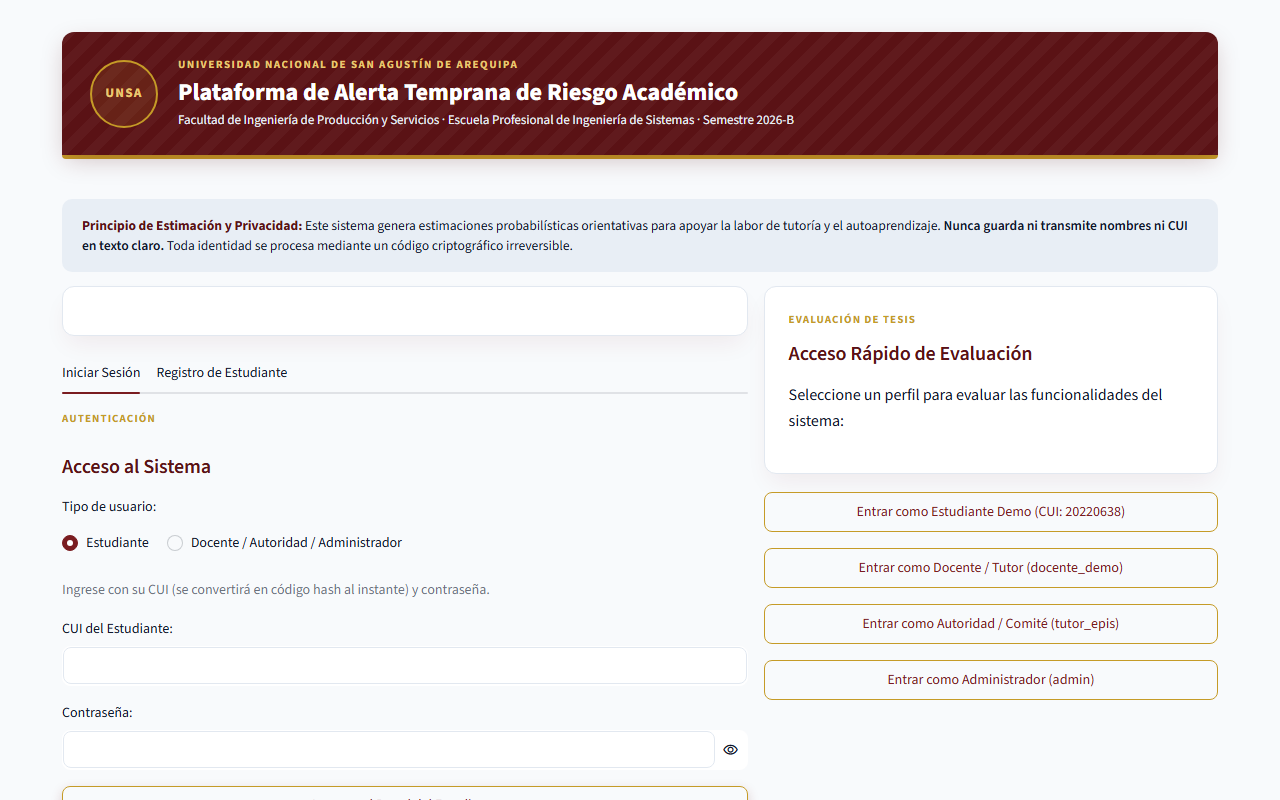 UNSA
UNIVERSIDAD NACIONAL DE SAN AGUSTÍN DE AREQUIPA
Plataforma de Alerta Temprana de Riesgo Académico
Facultad de Ingeniería de Producción y Servicios · Escuela Profesional de Ingeniería de Sistemas · Semestre 2026-B
Principio de Estimación y Privacidad: Este sistema genera estimaciones probabilísticas orientativas para apoyar la labor de tutoría y el autoaprendizaje. Nunca guarda ni transmite nombres ni CUI
en texto claro. Toda identidad se procesa mediante un código criptográfico irreversible.
Iniciar Sesión
Registro de Estudiante
AUTENTICACIÓN
Acceso al Sistema
Tipo de usuario:
Estudiante
Docente / Autoridad / Administrador
Ingrese con su CUI (se convertirá en código hash al instante) y contraseña.
CUI del Estudiante:
Contraseña:
EVALUACIÓN DE TESIS
Acceso Rápido de Evaluación
Seleccione un perfil para evaluar las funcionalidades del
sistema:
Entrar como Estudiante Demo (CUI: 20220638)
Entrar como Docente / Tutor (docente_demo)
Entrar como Autoridad / Comité (tutor_epis)
Entrar como Administrador (admin)